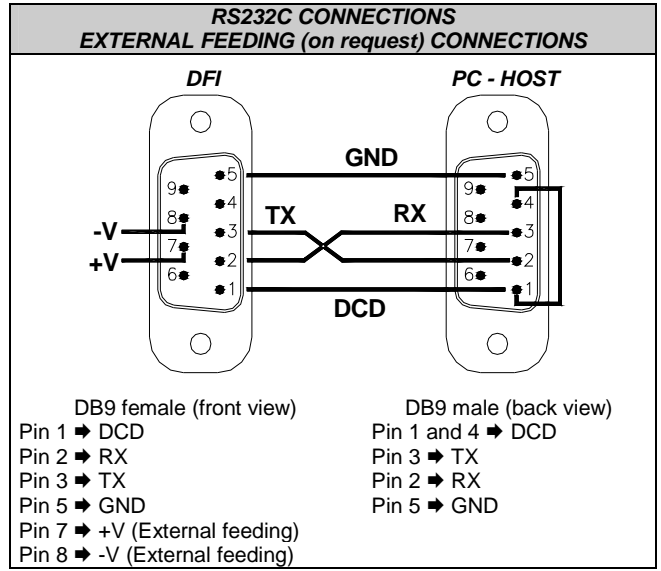 RS232C CONNECTIONS
EXTERNAL FEEDING (on request) CONNECTIONS
DFI
PC - HOST
GND
TX
RX
DCD
-V
+V
5
9
4
8
3
7
2
6
1
5
9
4
8
3
7
2
6
1
DB9 female (front view)
Pin 1 ➡ DCD
Pin 2 ➡ RX
Pin 3 ➡ TX
Pin 5 ➡ GND
Pin 7 ➡ +V (External feeding)
Pin 8 ➡ -V (External feeding)
DB9 male (back view)
Pin 1 and 4 ➡ DCD
Pin 3 ➡ TX
Pin 2 ➡ RX
Pin 5 ➡ GND